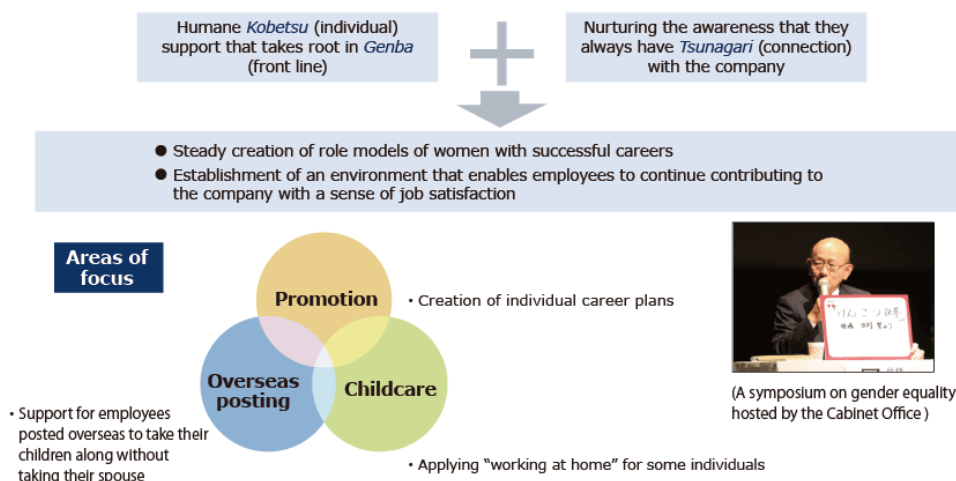 Humane Kobetsu (individual)
support that takes root in Genba
(front line)
Nurturing the awareness that they
always have Tsunagari (connection)
with the company
● Steady creation of role models of women with successful careers
● Establishment of an environment that enables employees to continue contributing to
the company with a sense of job satisfaction
Areas of
focus
Promotion
・Creation of individual career plans
Overseas
posting
Childcare
・Support for employees
posted overseas to take their
children along without
taking their spouse
・Applying “working at home” for some individuals
げんこつ
(A symposium on gender equality
hosted by the Cabinet Office )